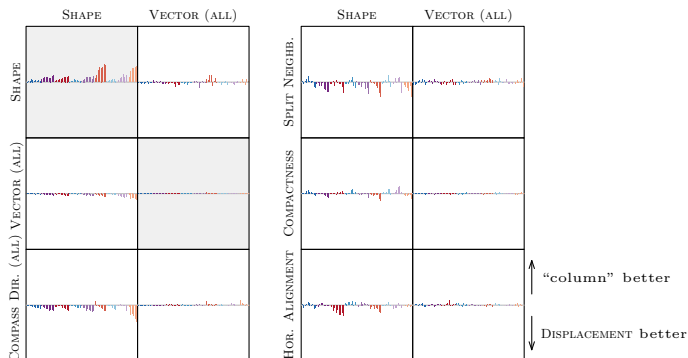 SHAPE VECTOR (ALL) SHAPE VECTOR (ALL)
SHAPE
SPLIT NEIGHB.
VECTOR (ALL)
COMPACTNESS
COMPASS DIR. (ALL)
HOR. ALIGNMENT
“column” better
DISPLACEMENT better